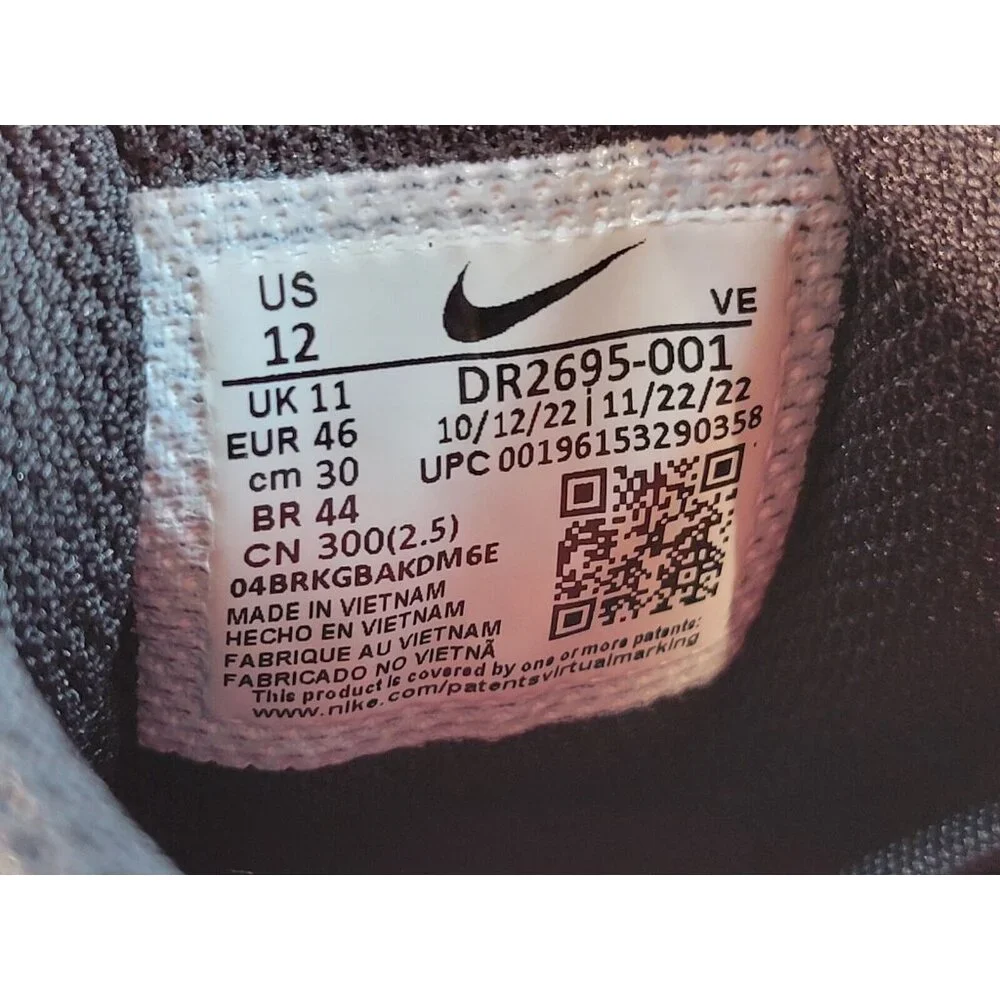 US
12
VE
UK 11
EUR 46
cm 30
BR 44
CN 300(2.5)
DR2695-001
10/12/22 | 11/22/22
UPC 00196153290358
04BRKGBAKDM6E
MADE IN VIETNAM
HECHO EN VIETNAM
FABRIQUE AU VIETNAM
FABRICADO NO VIETNÃ
This product is covered by one or more patents:
www.nike.com/patentsvirtualmarking